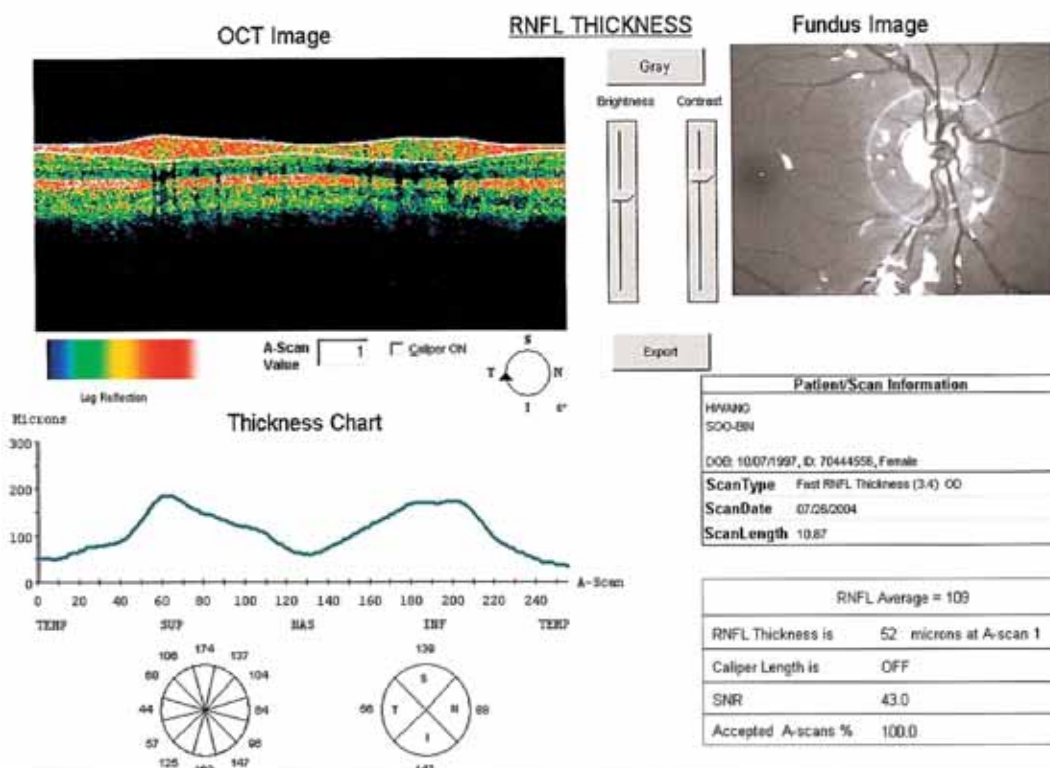 OCT Image
RNFL THICKNESS
Fundus Image
Gray
Brightness Contrast
A-Scan Value 1
Caliper ON
S
T N
I
Log Reflection
Export
Microns
Thickness Chart
300
200
100
0
0 20 40 60 80 100 120 140 160 180 200 220 240
A-Scan
TEMP SUP NAS INF TEMP
174
106 137
69 104
44 84
57 96
125 147
139
S
66 T N 88
I
Patient/Scan Information
HWANG
SOO-BIN
DOB: 10/07/1997, ID: 70444556, Female
ScanType Fast RNFL Thickness (3.4) OD
ScanDate 07/26/2004
ScanLength 10.87
RNFL Average = 109
RNFL Thickness is 52 microns at A-scan 1
Caliper Length is OFF
SNR 43.0
Accepted A-scans % 100.0